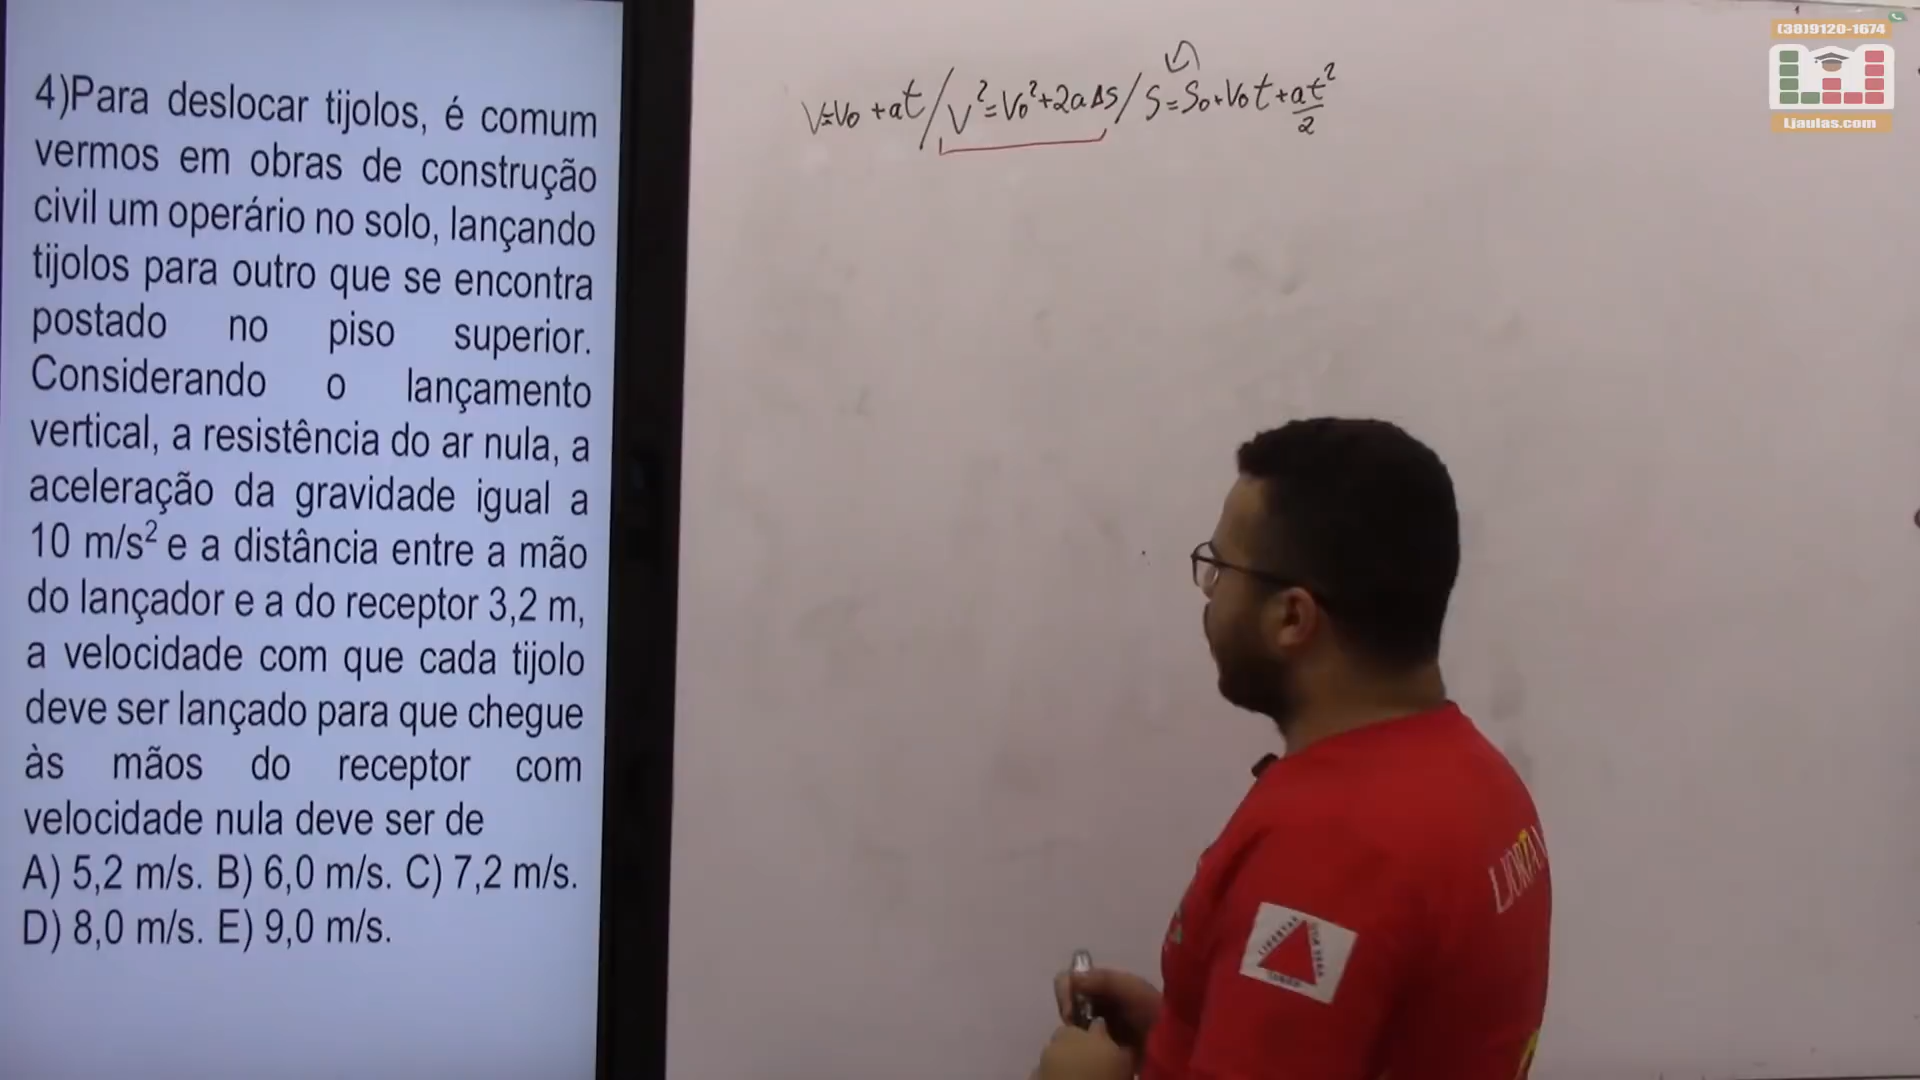 4)Para deslocar tijolos, é comum
vermos em obras de construção
civil um operário no solo, lançando
tijolos para outro que se encontra
postado no piso superior.
Considerando o lançamento
vertical, a resistência do ar nula, a
aceleração da gravidade igual a
10 m/s² e a distância entre a mão
do lançador e a do receptor 3,2 m,
a velocidade com que cada tijolo
deve ser lançado para que chegue
às mãos do receptor com
velocidade nula deve ser de
A) 5,2 m/s. B) 6,0 m/s. C) 7,2 m/s.
D) 8,0 m/s. E) 9,0 m/s.
V=V₀ + at / V²=V₀²+2aΔS / S=S₀+V₀t+at²/2
(38)9120-1674
Ljaulas.com